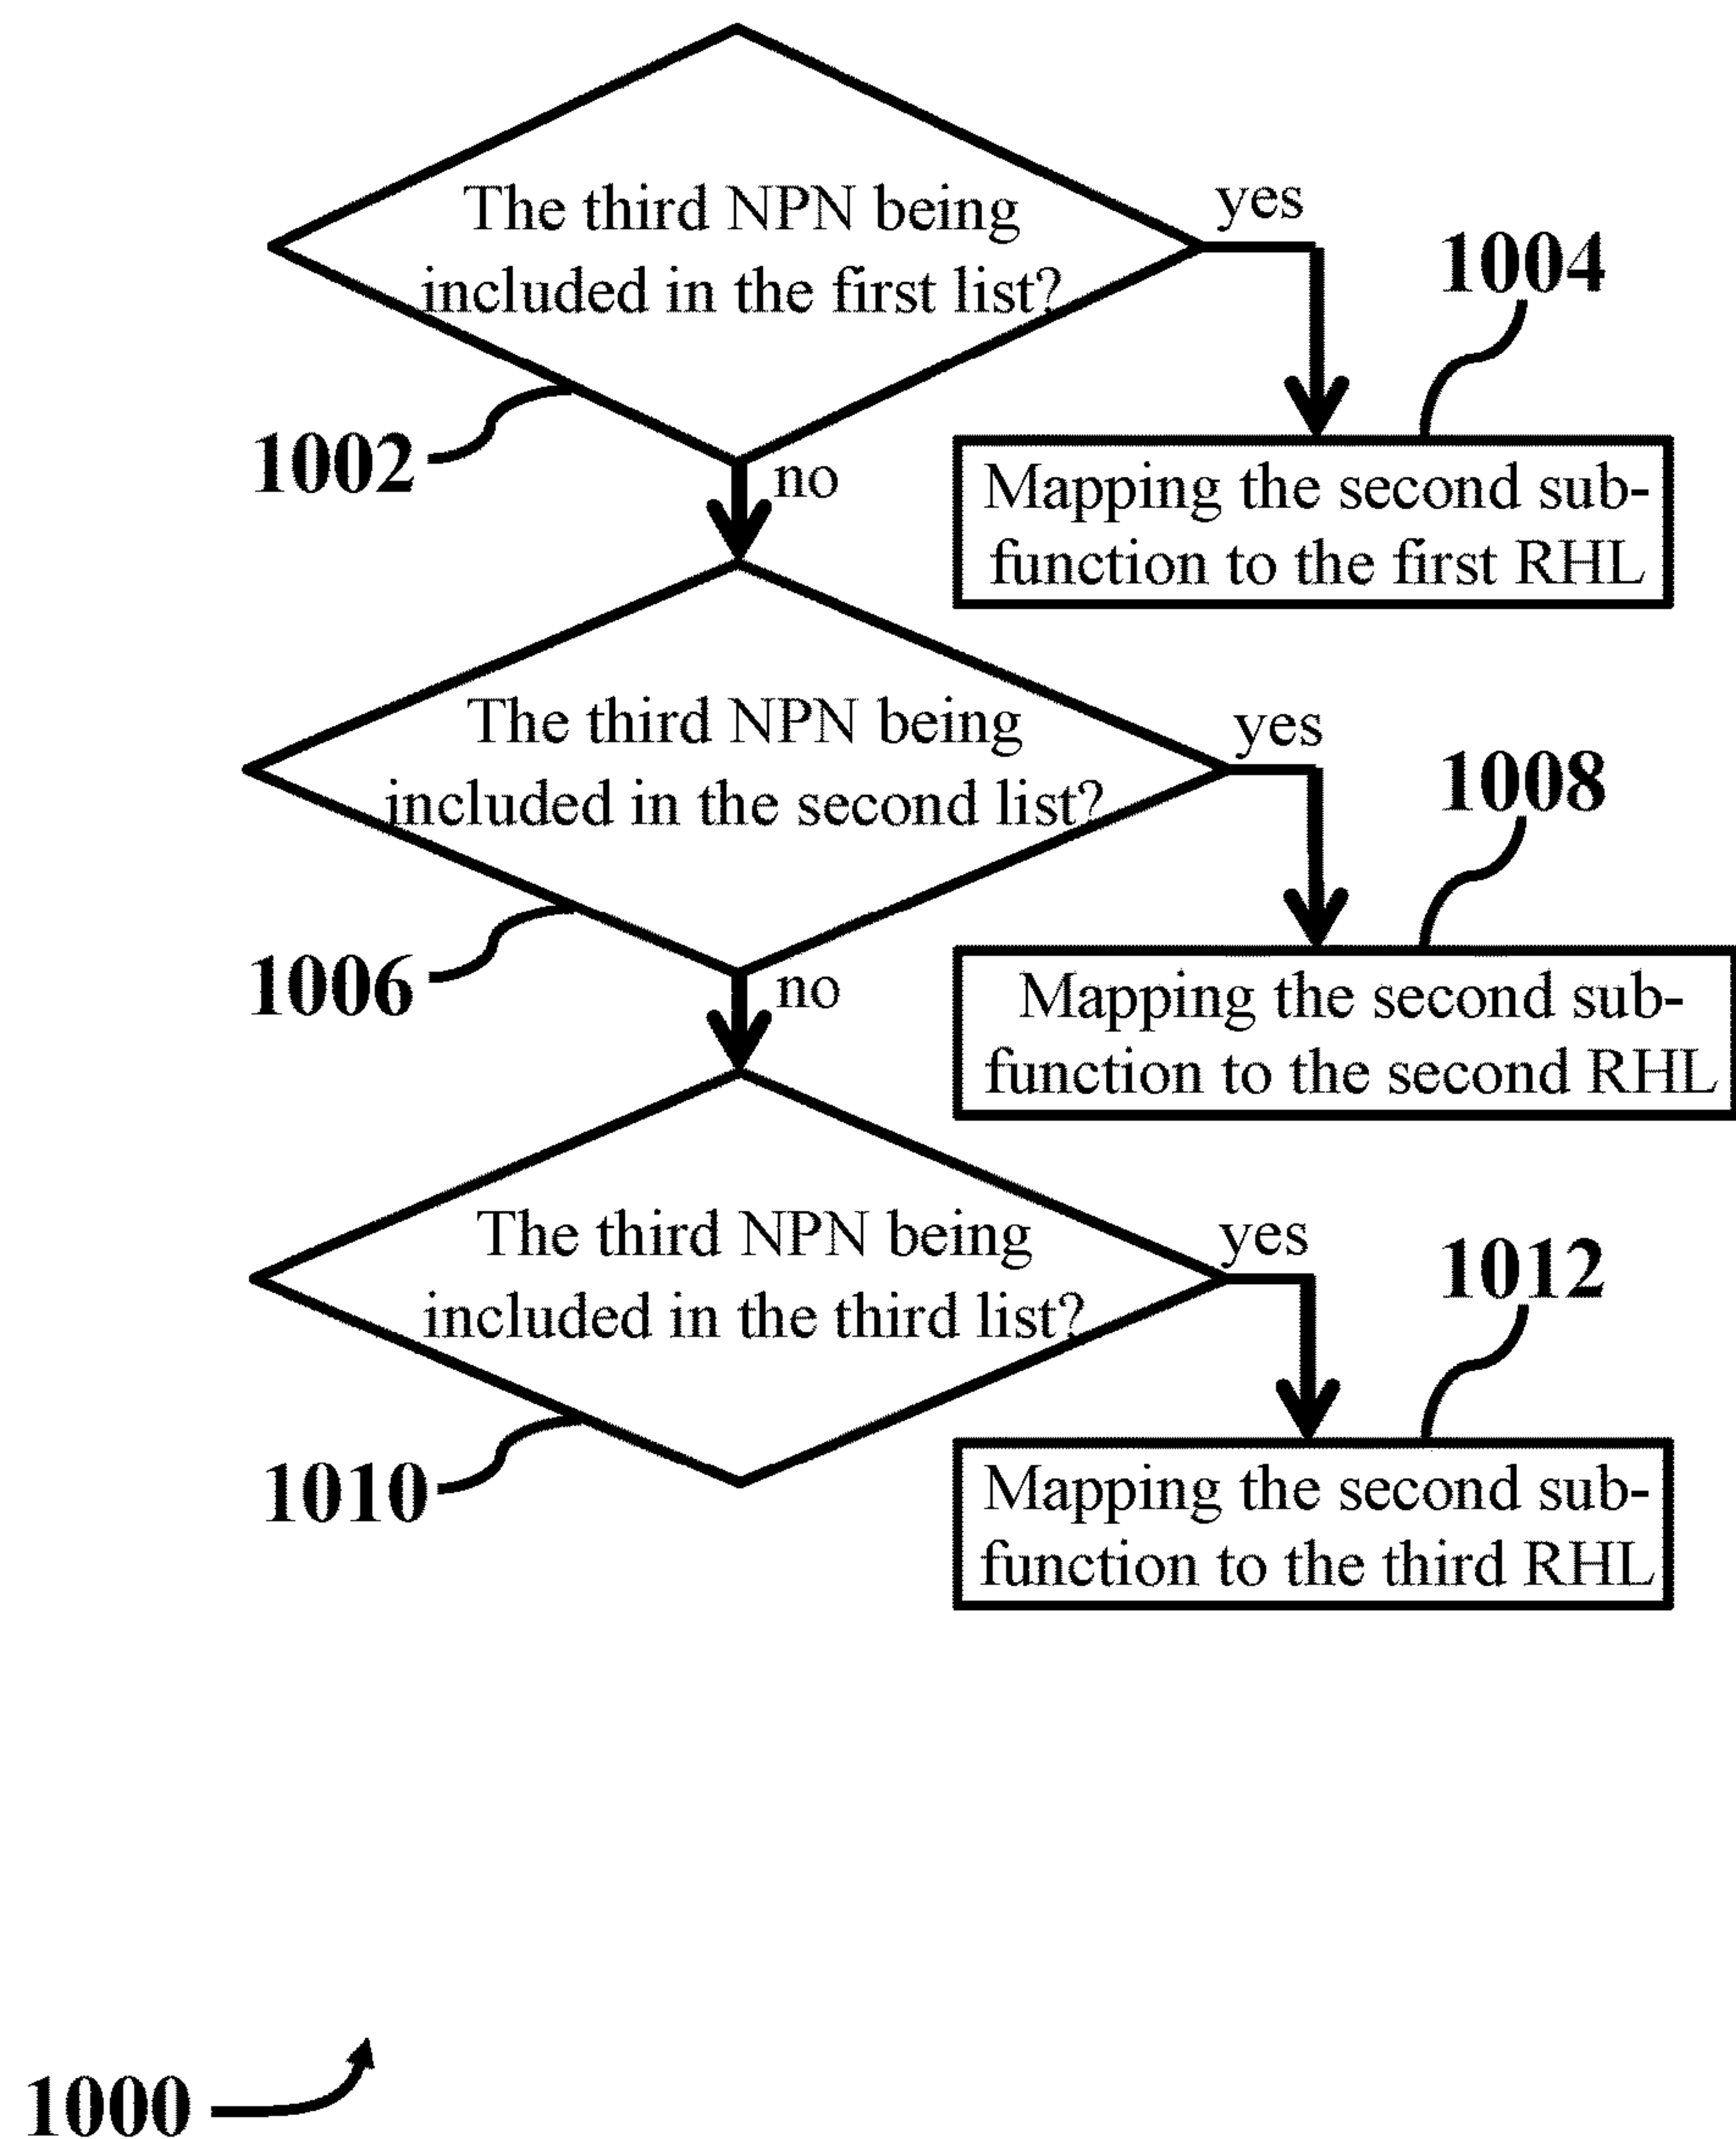 The third NPN being
included in the first list?
yes
1004
1002
no
Mapping the second sub-
function to the first RHL
The third NPN being
included in the second list?
yes
1008
1006
no
Mapping the second sub-
function to the second RHL
The third NPN being
included in the third list?
yes
1012
1010
Mapping the second sub-
function to the third RHL
1000